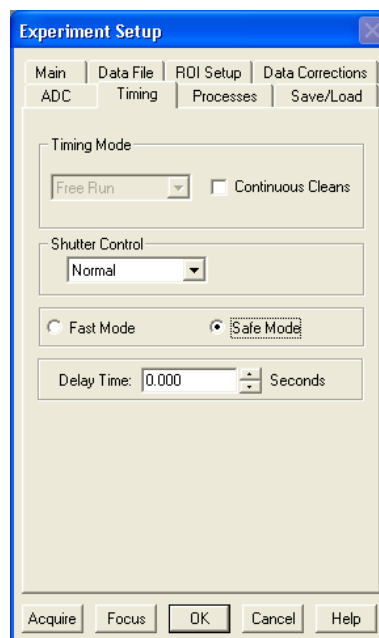 Experiment Setup
Main Data File ROI Setup Data Corrections
ADC Timing Processes Save/Load
Timing Mode
Free Run Continuous Cleans
Shutter Control
Normal
Fast Mode Safe Mode
Delay Time: 0.000 Seconds
Acquire Focus OK Cancel Help